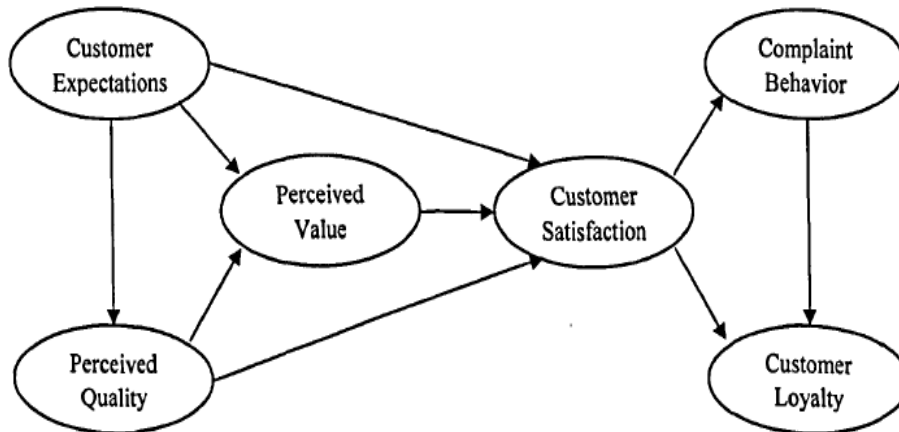 Customer
Expectations
Complaint
Behavior
Perceived
Value
Customer
Satisfaction
Perceived
Quality
Customer
Loyalty